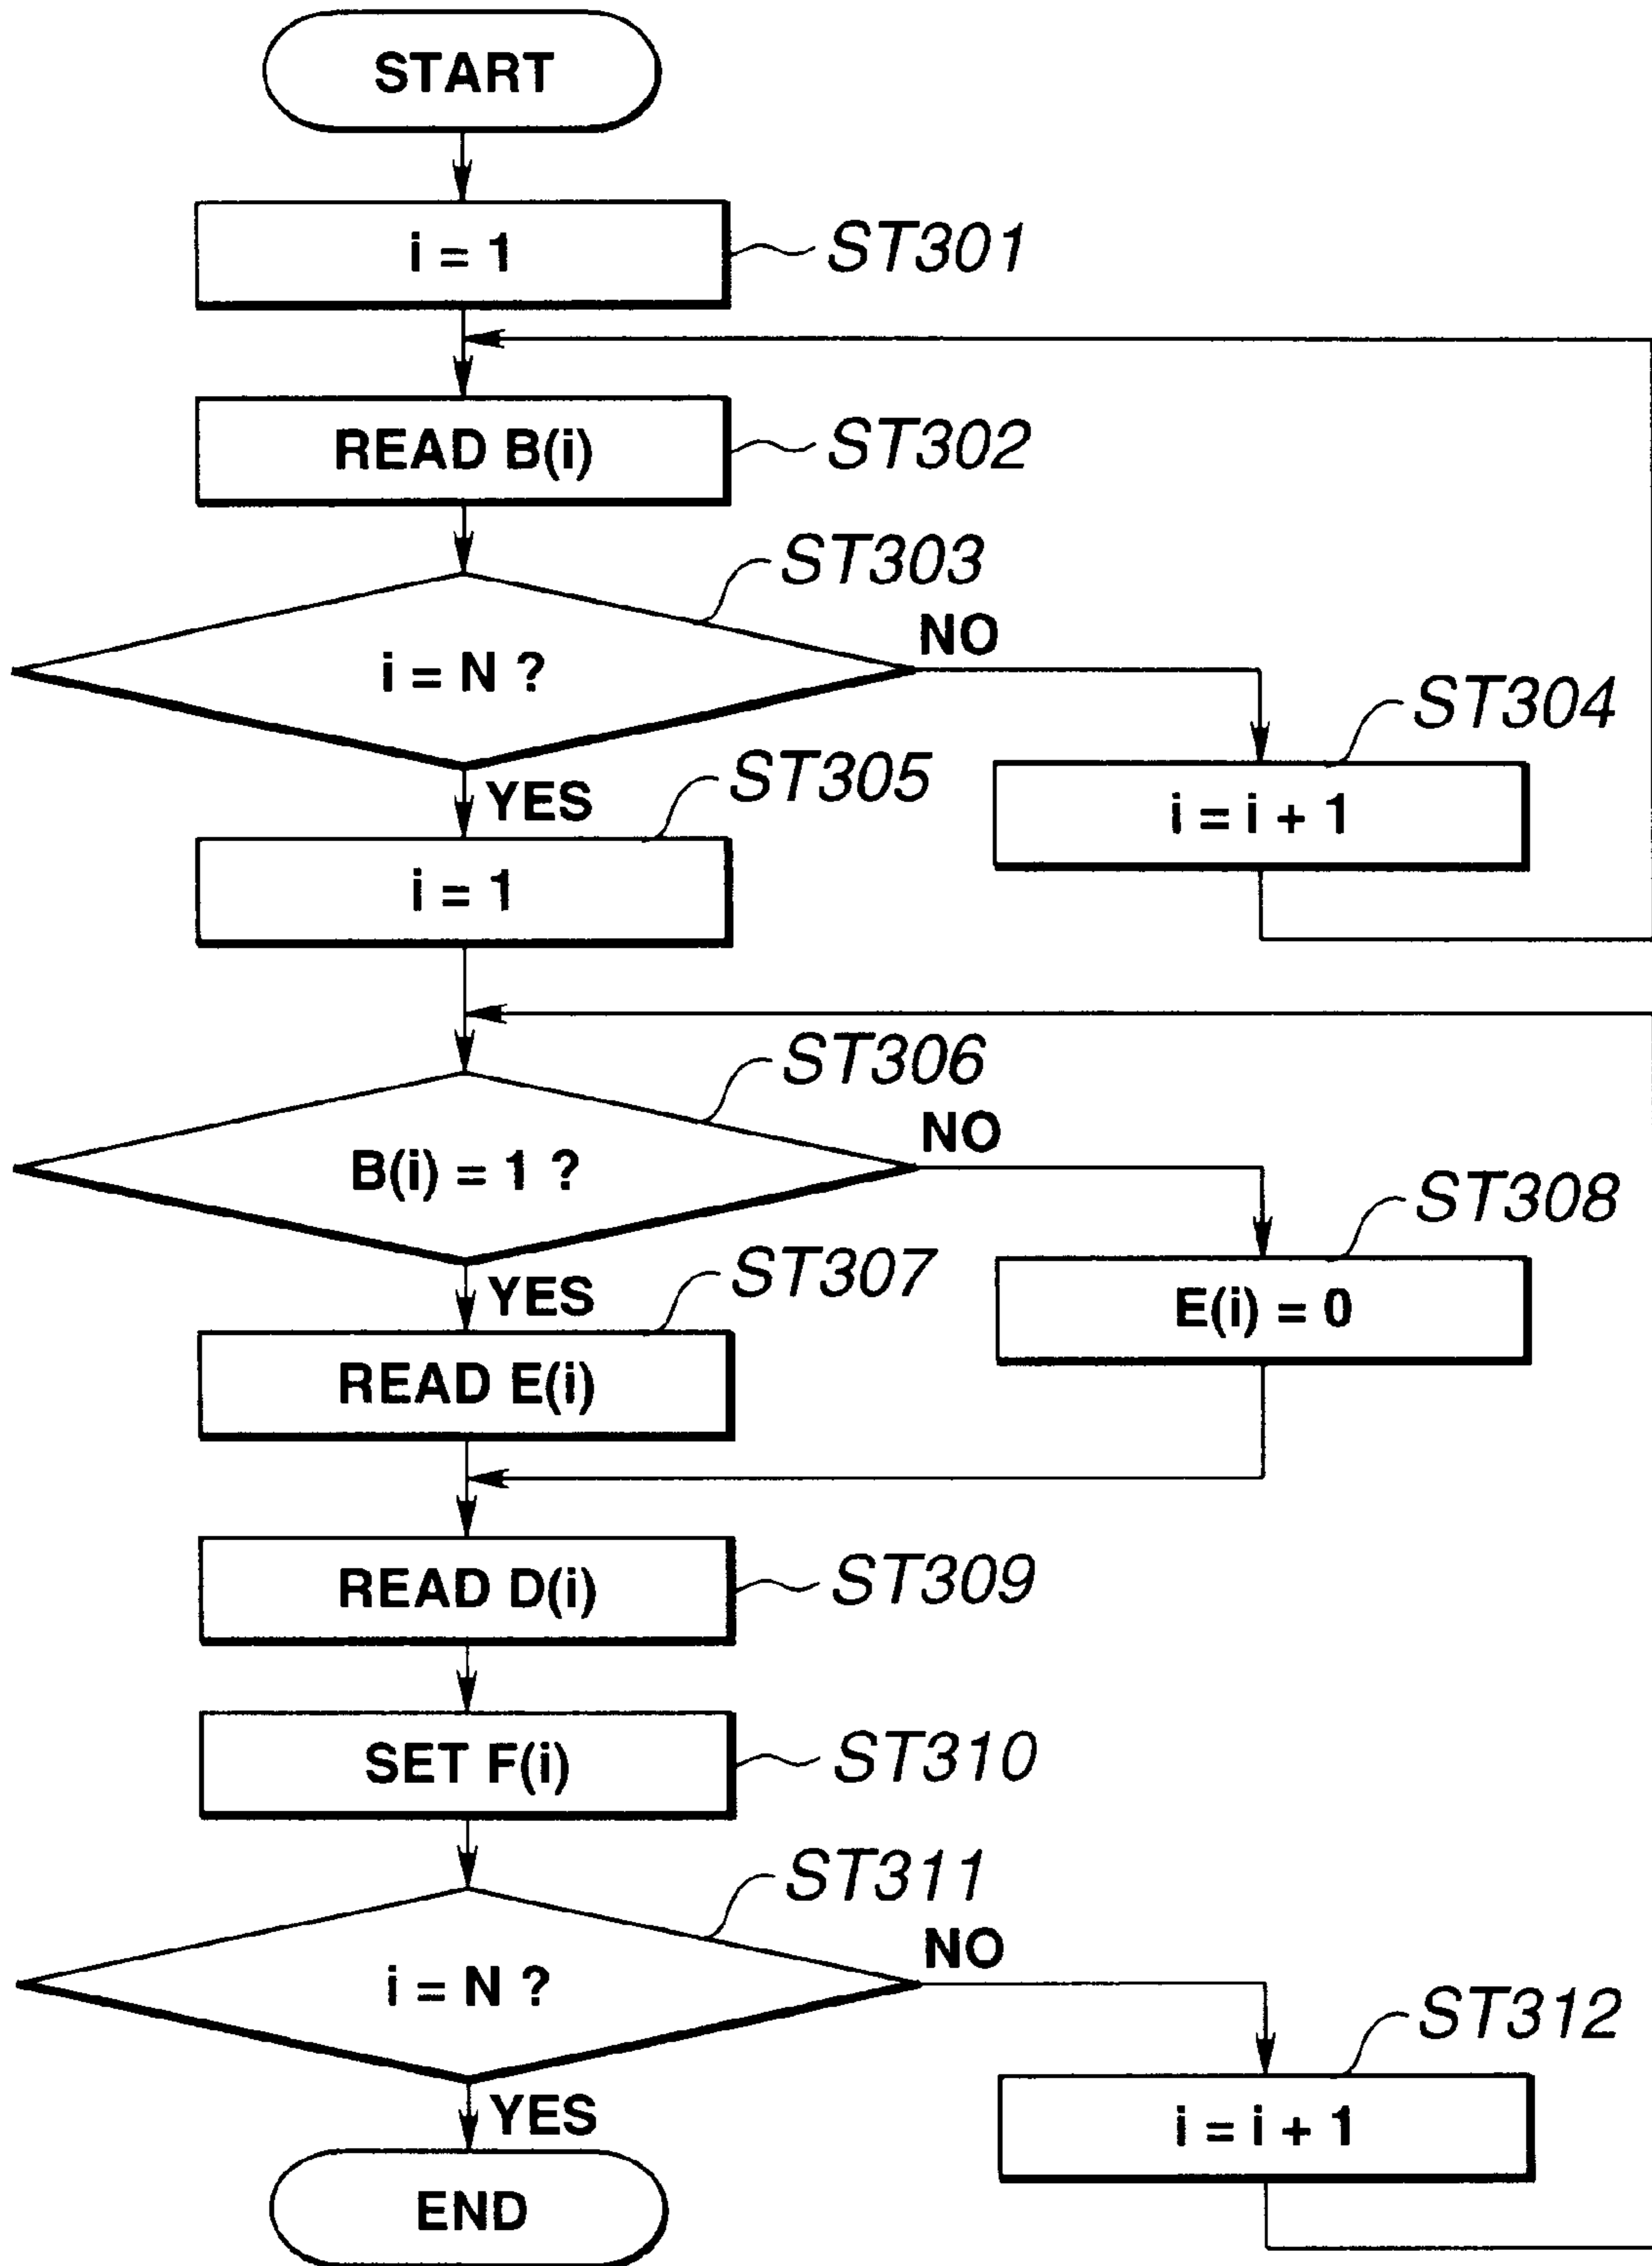 START
i = 1
ST301
READ B(i)
ST302
ST303
i = N ?
NO
ST304
i = i + 1
YES
ST305
i = 1
ST306
B(i) = 1 ?
NO
ST308
E(i) = 0
YES
ST307
READ E(i)
READ D(i)
ST309
SET F(i)
ST310
ST311
i = N ?
NO
ST312
i = i + 1
YES
END